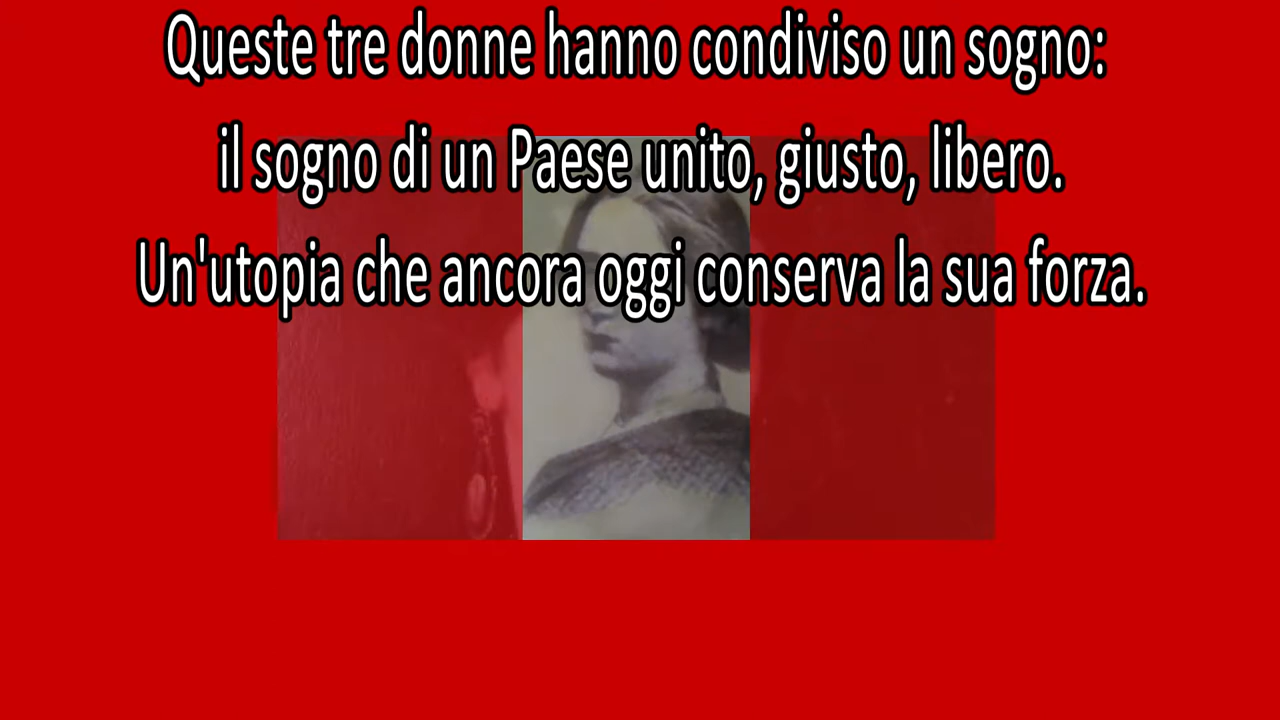 Queste tre donne hanno condiviso un sogno:
il sogno di un Paese unito, giusto, libero.
Un'utopia che ancora oggi conserva la sua forza.